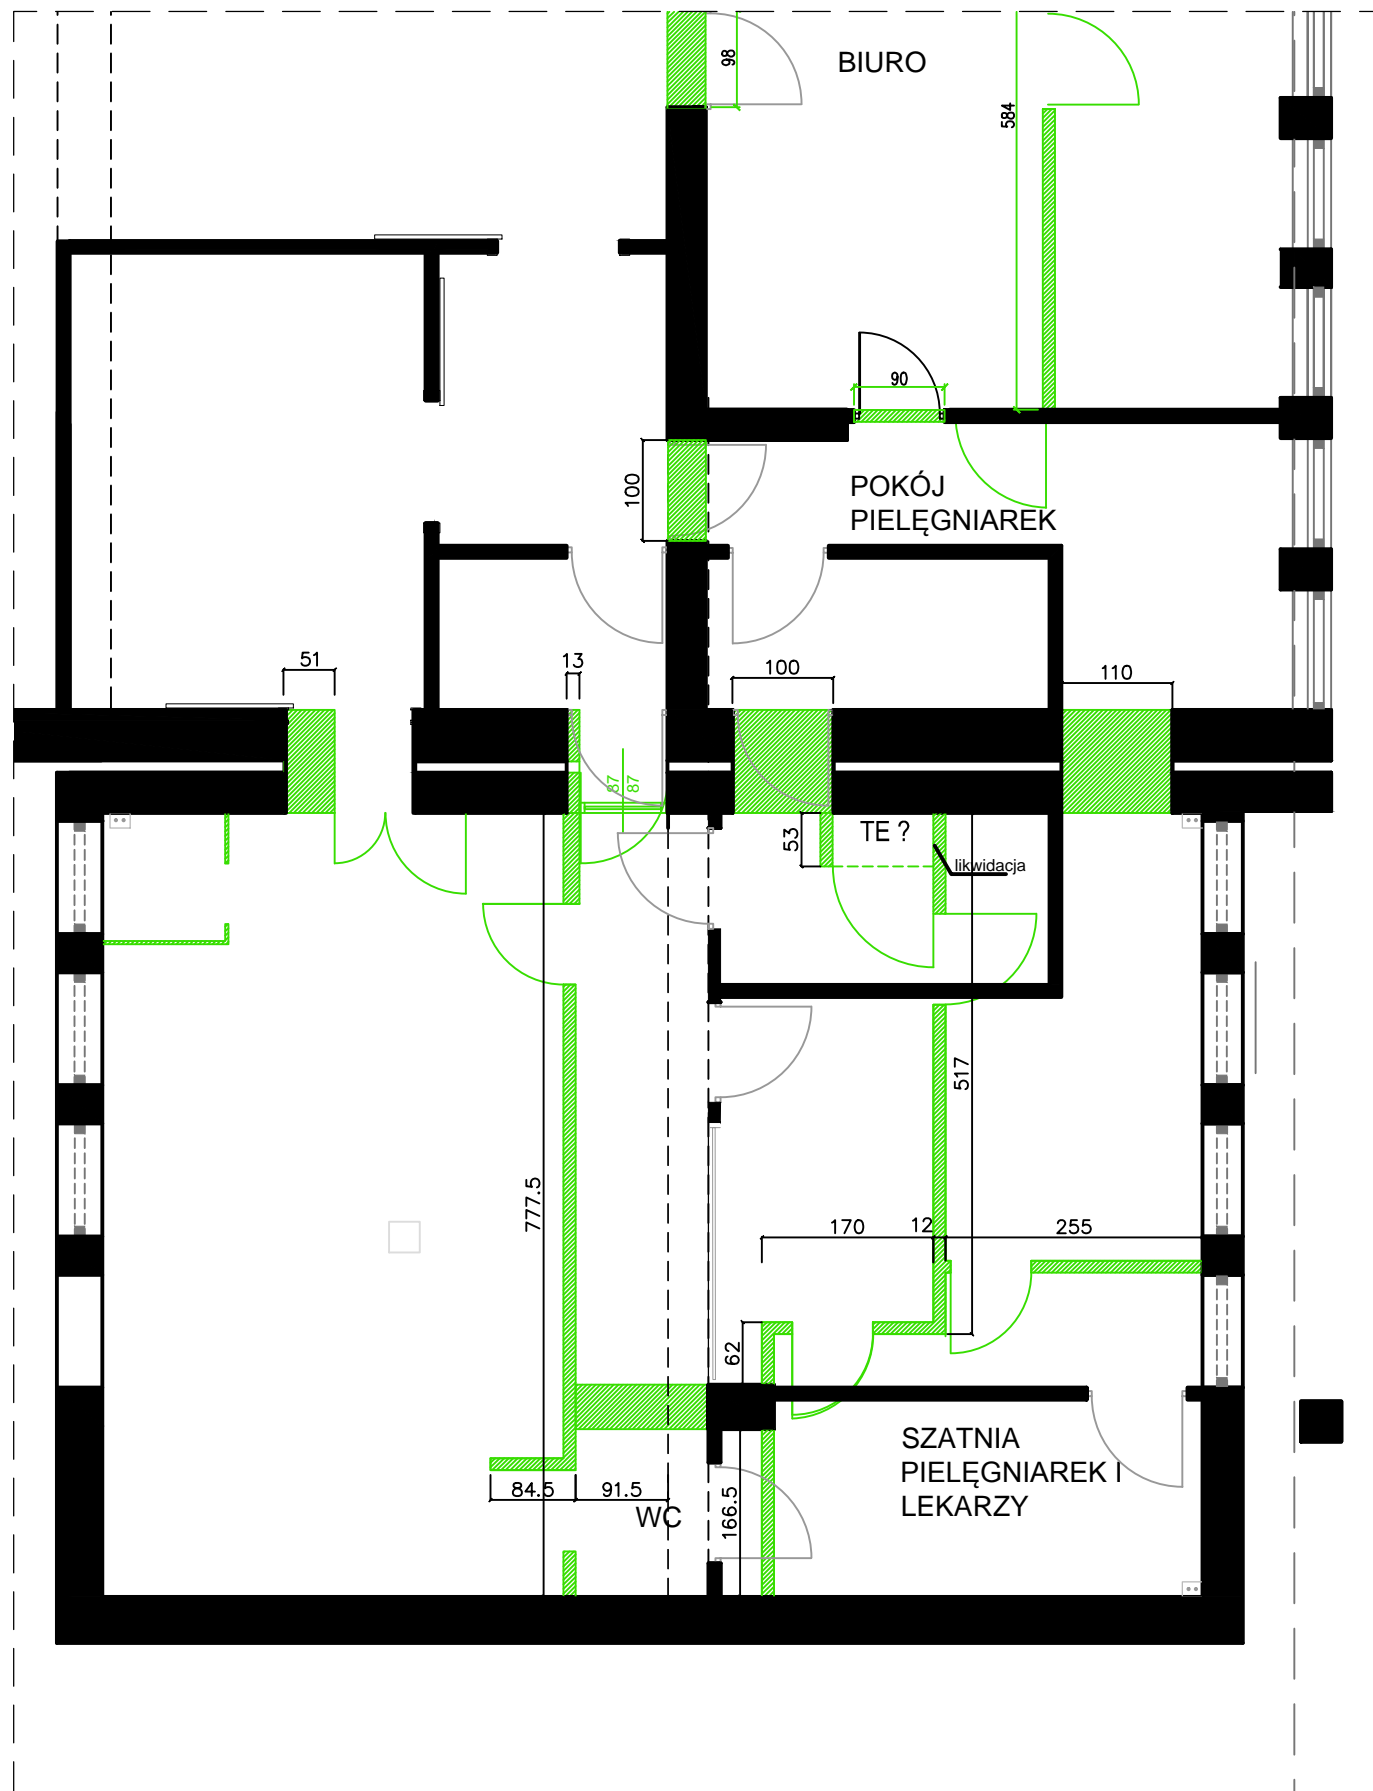 98
BIURO
584
90
100
POKÓJ
PIELĘGNIAREK
51
13
100
110
87
87
53
TE ?
likwidacja
517
777.5
170
12
255
62
SZATNIA
PIELĘGNIAREK I
LEKARZY
84.5
91.5
WC
166.5